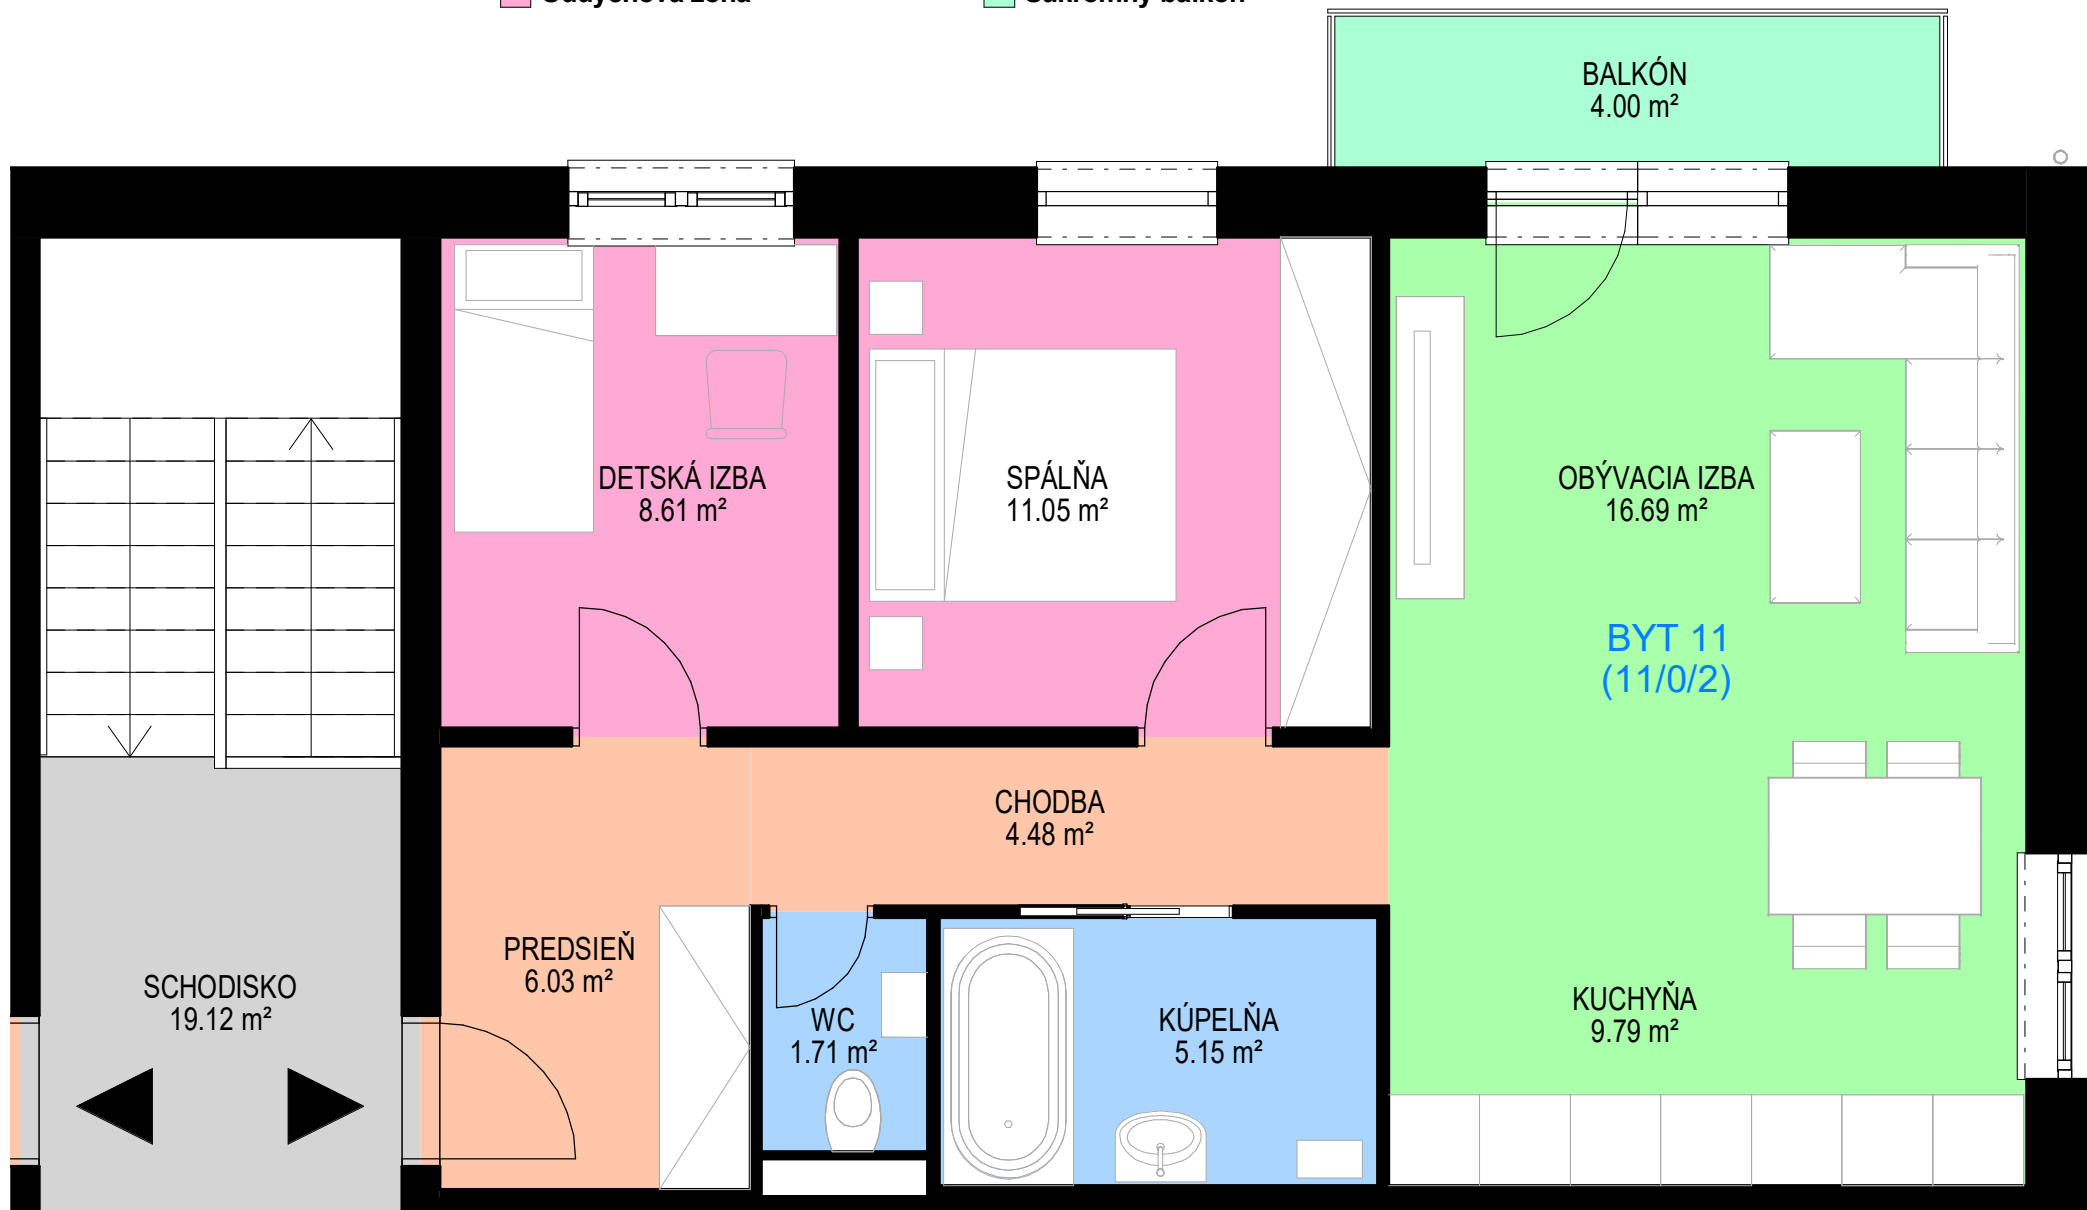 BALKÓN
4.00 m²
DETSKÁ IZBA
8.61 m²
SPÁLŇA
11.05 m²
OBÝVACIA IZBA
16.69 m²
BYT 11
(11/0/2)
CHODBA
4.48 m²
PREDSIEŇ
6.03 m²
SCHODISKO
19.12 m²
WC
1.71 m²
KÚPELŇA
5.15 m²
KUCHYŇA
9.79 m²